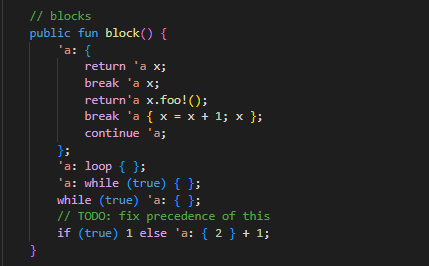 // blocks
public fun block() {
'a: {
return 'a x;
break 'a x;
return'a x.foo!();
break 'a { x = x + 1; x };
continue 'a;
};
'a: loop { };
'a: while (true) { };
while (true) 'a: { };
// TODO: fix precedence of this
if (true) 1 else 'a: { 2 } + 1;
}